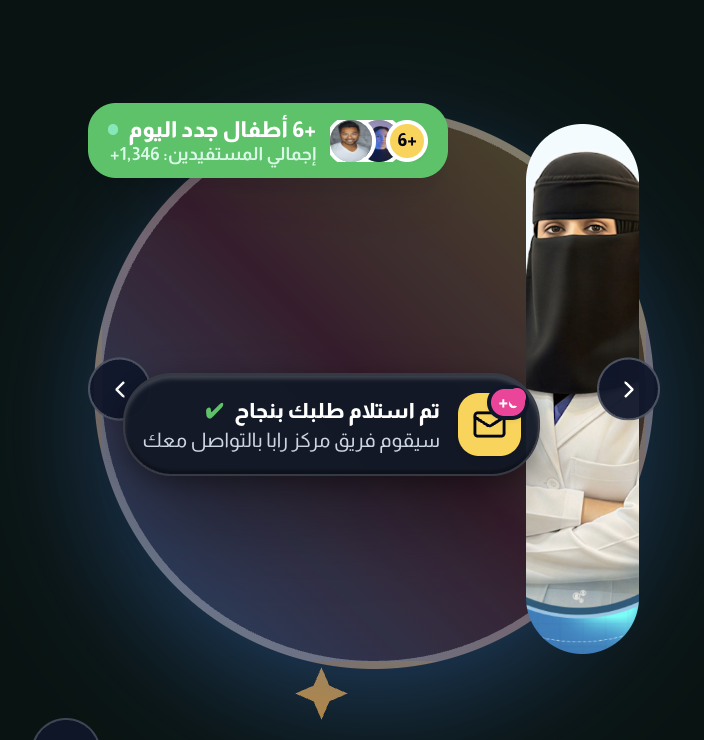 +6 أطفال جدد اليوم
إجمالي المستفيدين: 1,346+
6+
تم استلام طلبك بنجاح ✔
سيقوم فريق مركز رابا بالتواصل معك